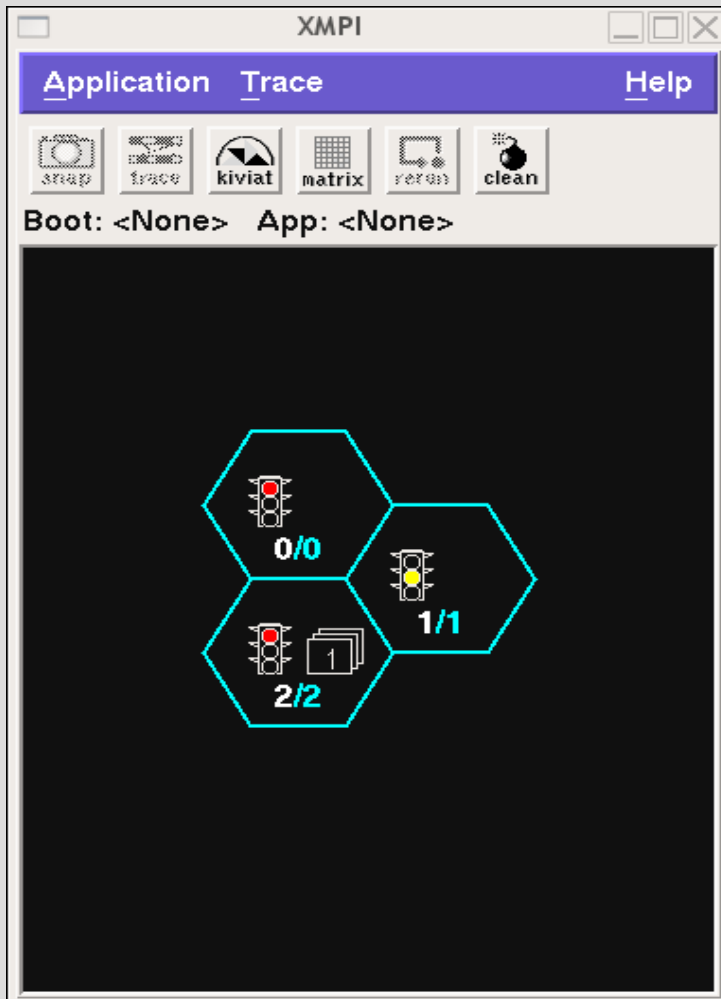 XMPI
Application Trace Help
snap trace kiviat matrix rerun clean
Boot: <None> App: <None>
0/0
1/1
1
2/2